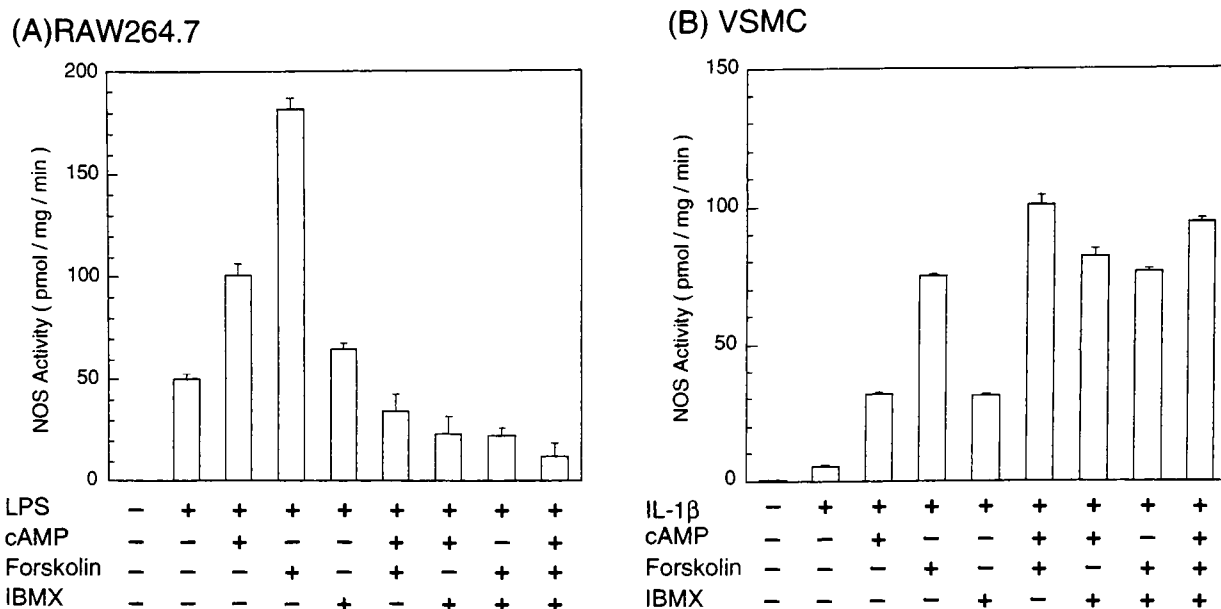 (A)RAW264.7
NOS Activity ( pmol / mg / min )
200
150
100
50
0
LPS − + + + + + + + +
cAMP − − + − − + + − +
Forskolin − − − + − + − + +
IBMX − − − − + − + + +
(B) VSMC
NOS Activity ( pmol / mg / min )
150
100
50
0
IL-1β − + + + + + + + +
cAMP − − + − − + + − +
Forskolin − − − + − + − + +
IBMX − − − − + − + + +